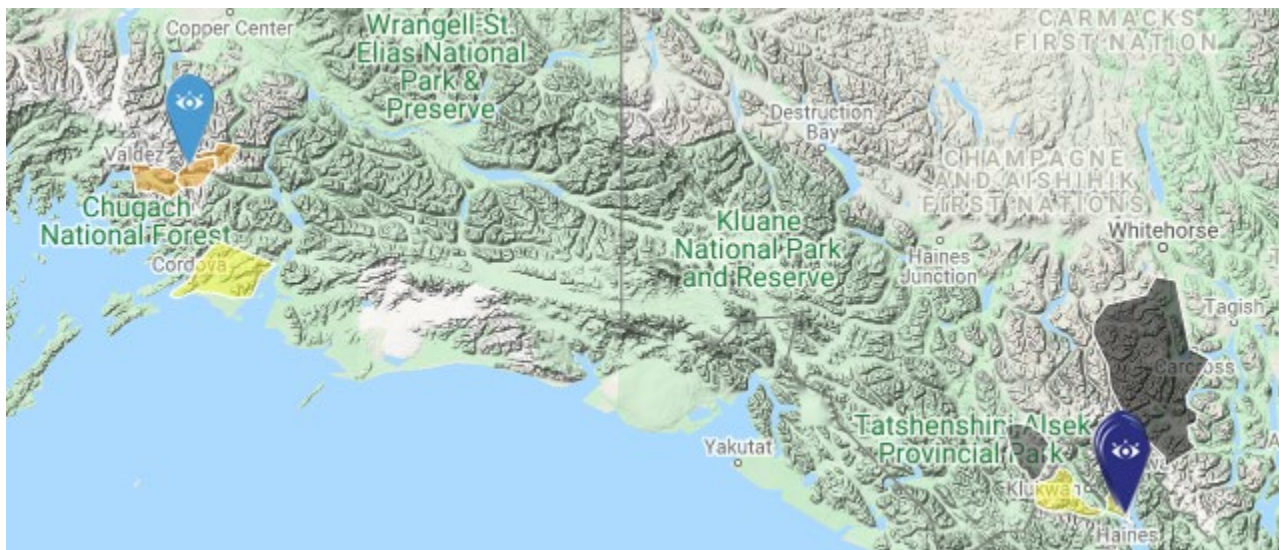 Copper Center
Wrangell-St.
Elias National
Park &
Preserve
CARMACKS
FIRST NATION
Destruction
Bay
Valdez
CHAMPAGNE
AND AISHIHIK
FIRST NATIONS
Chugach
National Forest
Kluane
National Park
and Reserve
Whitehorse
Haines
Junction
Cordova
Tagish
Carcross
Tatshenshini-Alsek
Provincial Park
Yakutat
Klukwan
Haines